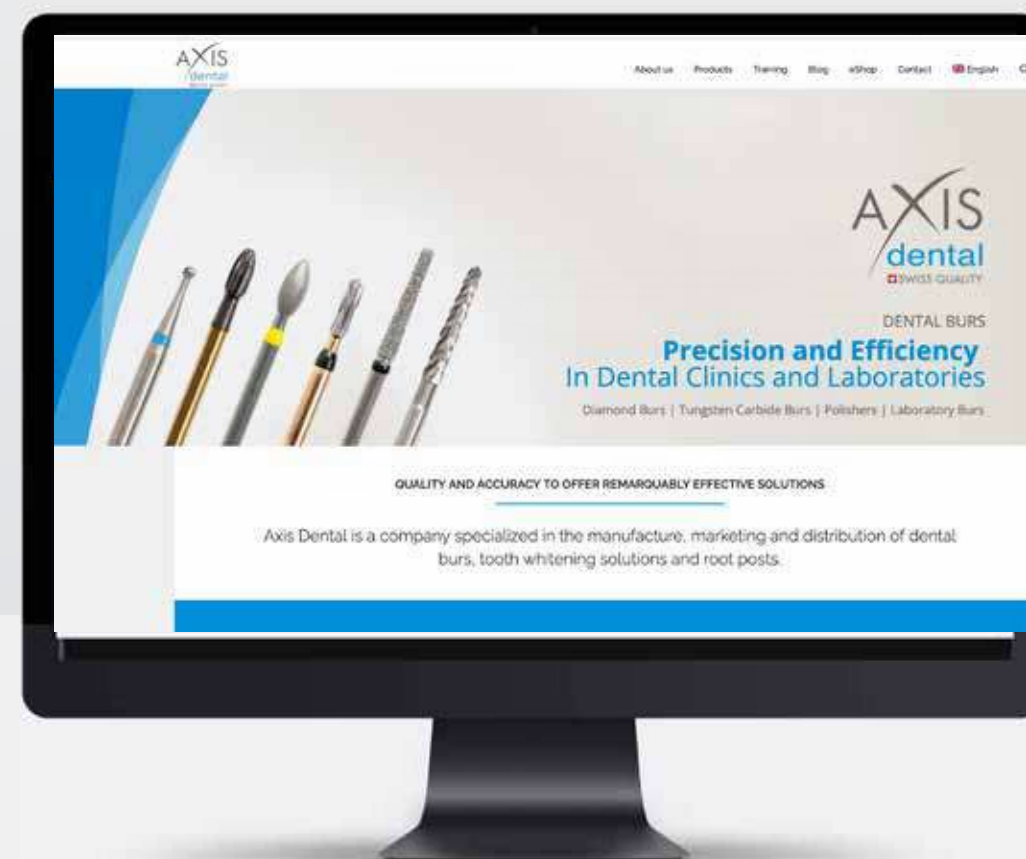 AXIS
dental
About us Products Training Blog eShop Contact English
AXIS
dental
SWISS QUALITY
DENTAL BURS
Precision and Efficiency
In Dental Clinics and Laboratories
Diamond Burs | Tungsten Carbide Burs | Polishers | Laboratory Burs
QUALITY AND ACCURACY TO OFFER REMARQUABLY EFFECTIVE SOLUTIONS
Axis Dental is a company specialized in the manufacture, marketing and distribution of dental
burs, tooth whitening solutions and root posts.